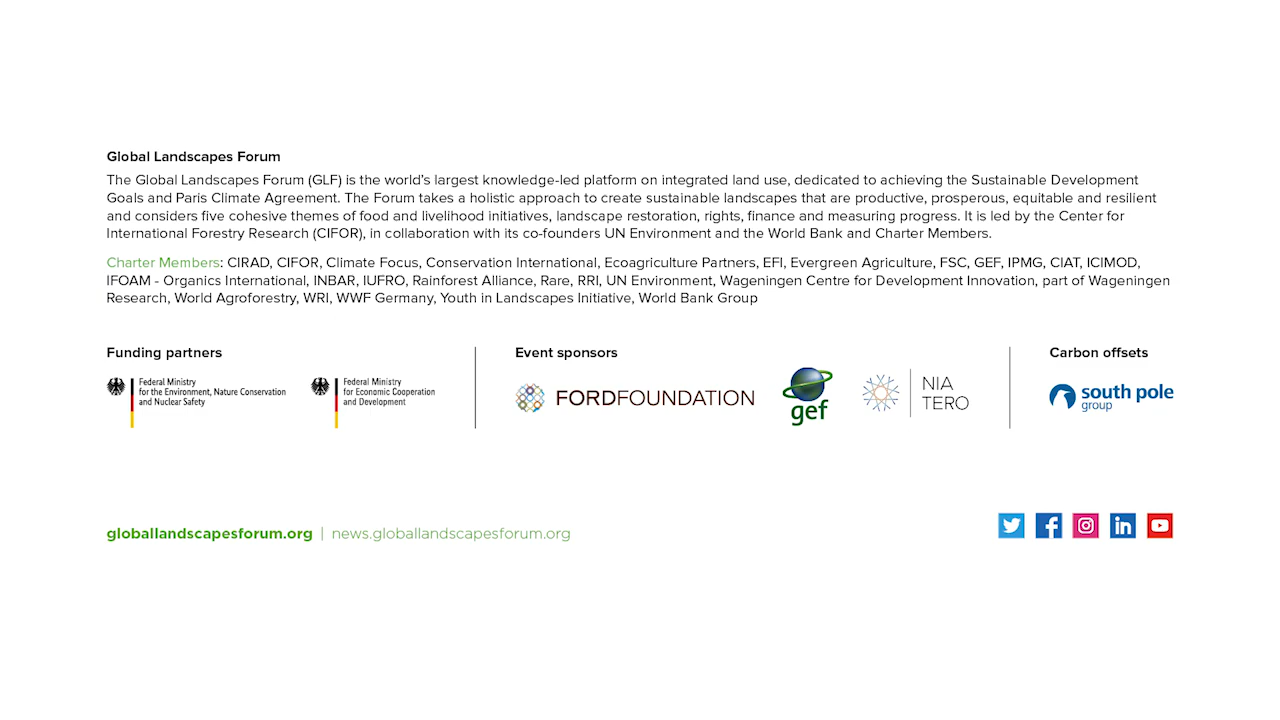 Global Landscapes Forum
The Global Landscapes Forum (GLF) is the world's largest knowledge-led platform on integrated land use, dedicated to achieving the Sustainable Development
Goals and Paris Climate Agreement. The Forum takes a holistic approach to create sustainable landscapes that are productive, prosperous, equitable and resilient
and considers five cohesive themes of food and livelihood initiatives, landscape restoration, rights, finance and measuring progress. It is led by the Center for
International Forestry Research (CIFOR), in collaboration with its co-founders UN Environment and the World Bank and Charter Members.
Charter Members: CIRAD, CIFOR, Climate Focus, Conservation International, Ecoagriculture Partners, EFI, Evergreen Agriculture, FSC, GEF, IPMG, CIAT, ICIMOD,
IFOAM - Organics International, INBAR, IUFRO, Rainforest Alliance, Rare, RRI, UN Environment, Wageningen Centre for Development Innovation, part of Wageningen
Research, World Agroforestry, WRI, WWF Germany, Youth in Landscapes Initiative, World Bank Group
Funding partners
Federal Ministry
for the Environment, Nature Conservation
and Nuclear Safety
Federal Ministry
for Economic Cooperation
and Development
Event sponsors
FORDFOUNDATION
gef
NIA
TERO
Carbon offsets
south pole
group
globallandscapesforum.org | news.globallandscapesforum.org